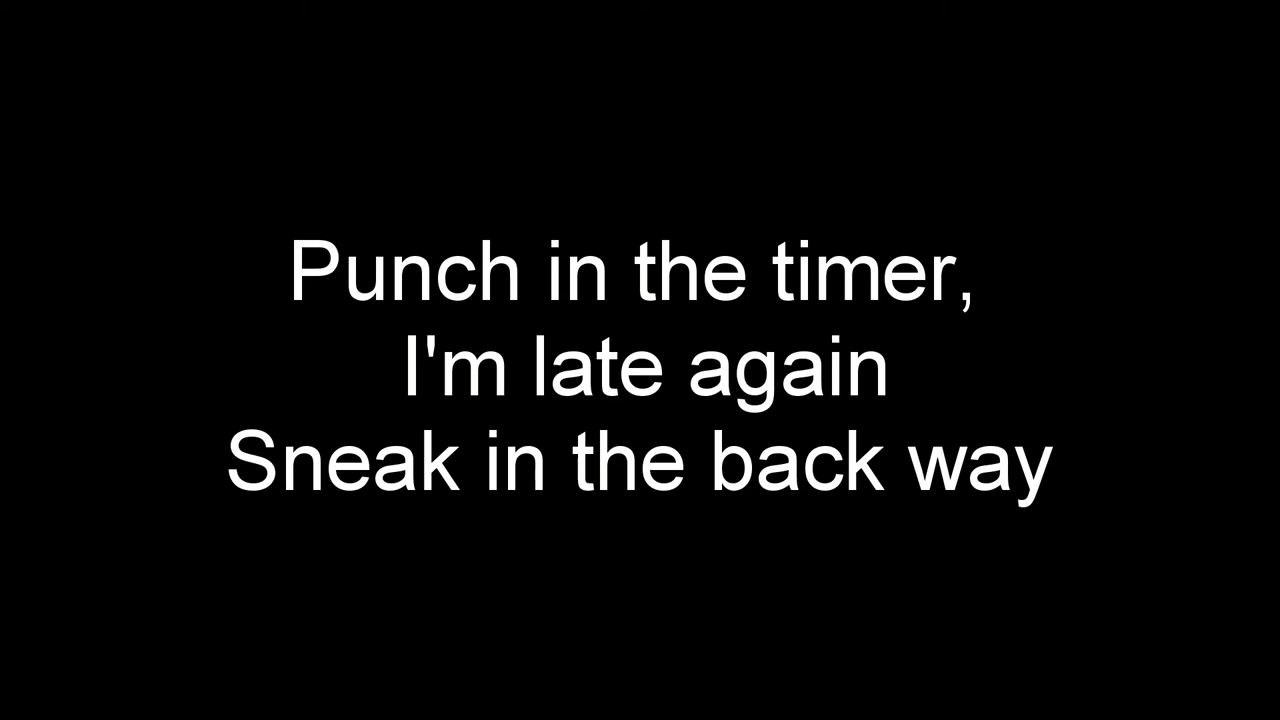 Punch in the timer,
I'm late again
Sneak in the back way